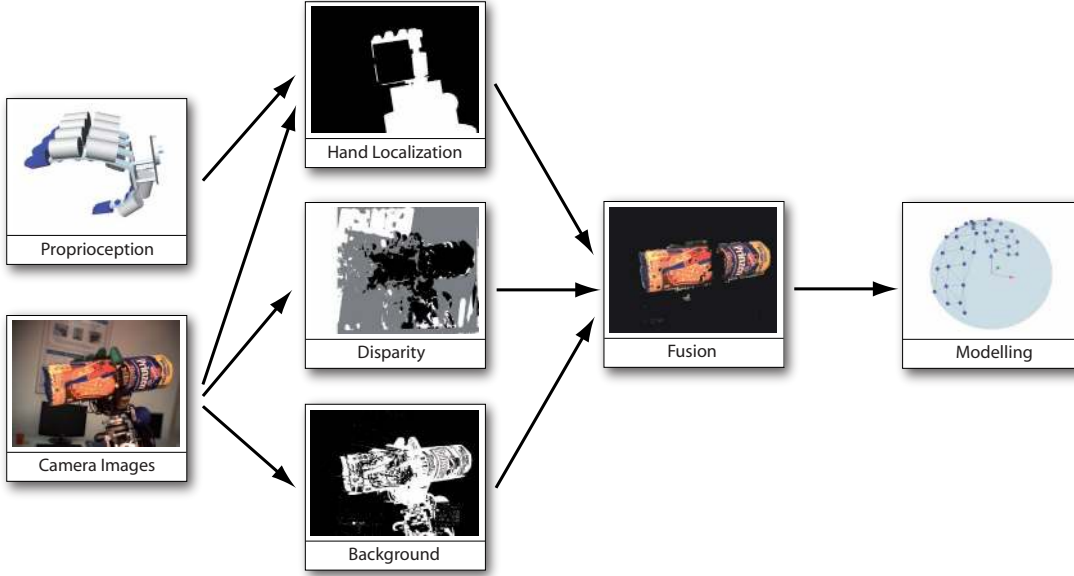 Proprioception
Camera Images
Hand Localization
Disparity
Background
Fusion
Modelling